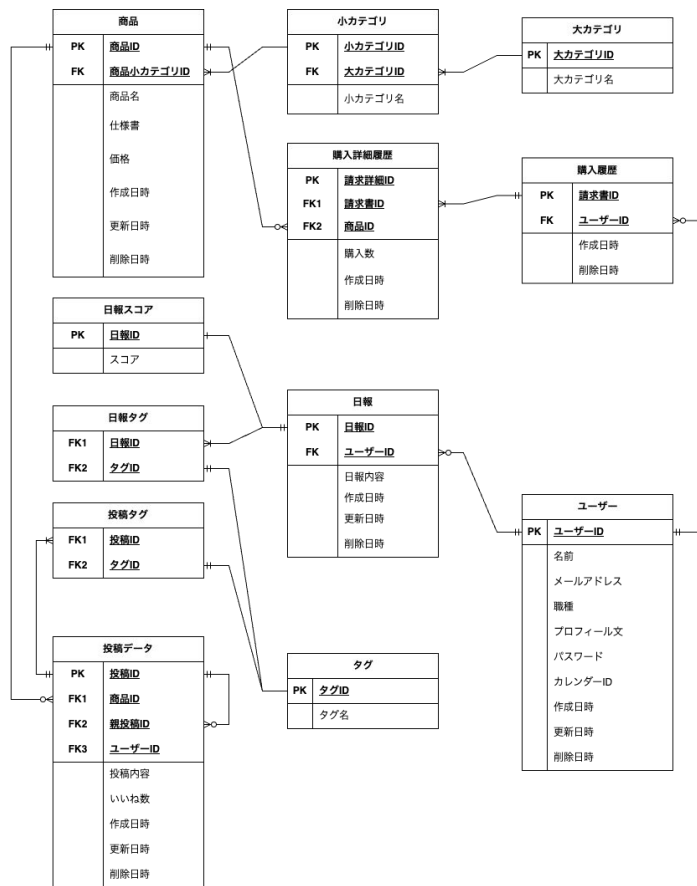 商品
PK 商品ID
FK 商品小カテゴリID
商品名
仕様書
価格
作成日時
更新日時
削除日時
小カテゴリ
PK 小カテゴリID
FK 大カテゴリID
小カテゴリ名
大カテゴリ
PK 大カテゴリID
大カテゴリ名
購入詳細履歴
PK 請求詳細ID
FK1 請求書ID
FK2 商品ID
購入数
作成日時
削除日時
購入履歴
PK 請求書ID
FK ユーザーID
作成日時
削除日時
日報スコア
PK 日報ID
スコア
日報タグ
FK1 日報ID
FK2 タグID
日報
PK 日報ID
FK ユーザーID
日報内容
作成日時
更新日時
削除日時
投稿タグ
FK1 投稿ID
FK2 タグID
ユーザー
PK ユーザーID
名前
メールアドレス
職種
プロフィール文
パスワード
カレンダーID
作成日時
更新日時
削除日時
投稿データ
PK 投稿ID
FK1 商品ID
FK2 親投稿ID
FK3 ユーザーID
投稿内容
いいね数
作成日時
更新日時
削除日時
タグ
PK タグID
タグ名